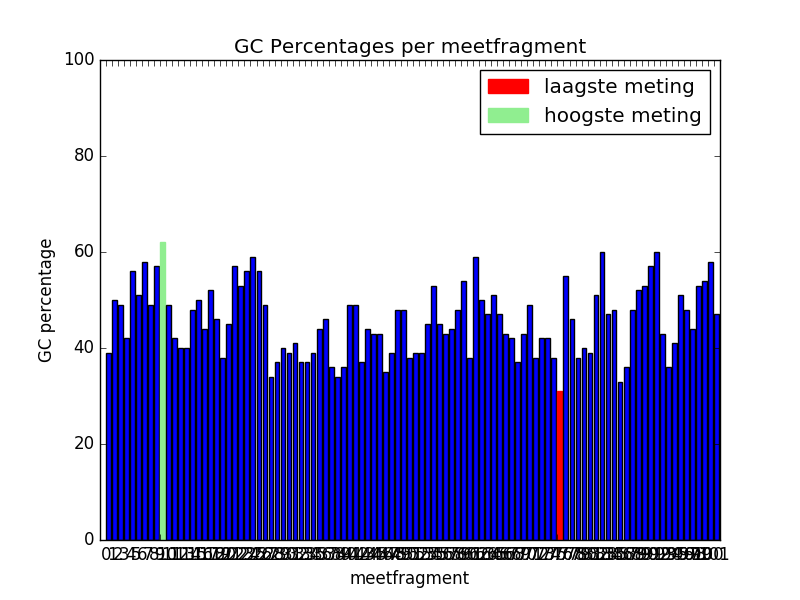 GC Percentages per meetfragment
100
80
60
40
20
0
GC percentage
laagste meting
hoogste meting
meetfragment